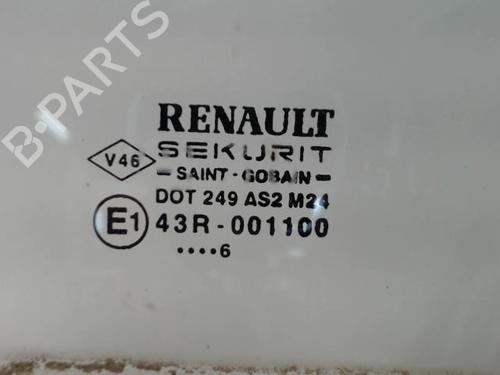 B-PARTS
RENAULT
V46
SEKURIT
- SAINT - GOBAIN -
DOT 249 AS2 M24
E1 43R - 001100
••••6